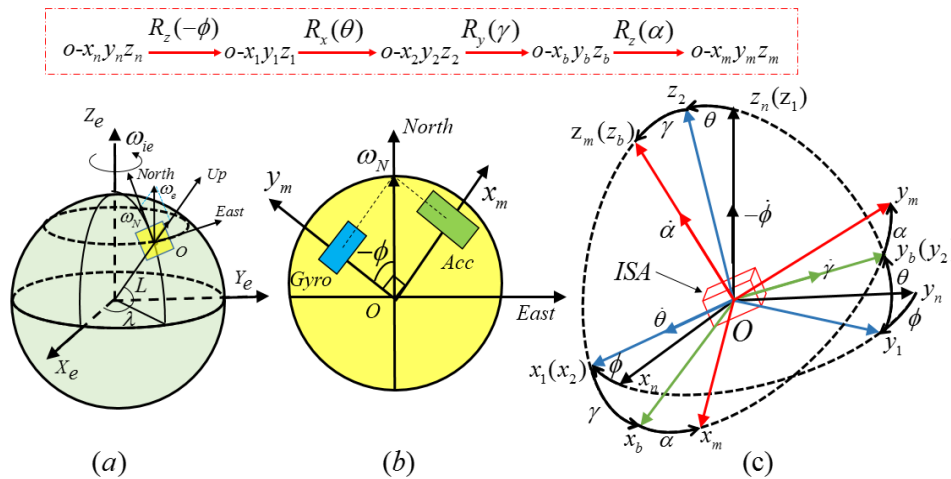 R_z(−ϕ) R_x(θ) R_y(γ) R_z(α)
o-x_n y_n z_n o-x_1 y_1 z_1 o-x_2 y_2 z_2 o-x_b y_b z_b o-x_m y_m z_m
Z_e
ω_ie
North
ω_e
Up
ω_N
East
O
L
λ
Y_e
X_e
(a)
North
ω_N
y_m
x_m
−ϕ
Gyro
Acc
O
East
(b)
z_2
z_n(z_1)
θ
γ
z_m(z_b)
−ϕ̇
α̇
y_m
α
y_b(y_2
γ̇
ISA
θ
y_n
θ̇
O
ϕ
y_1
x_1(x_2)
ϕ
x_n
γ
x_b
α
x_m
(c)